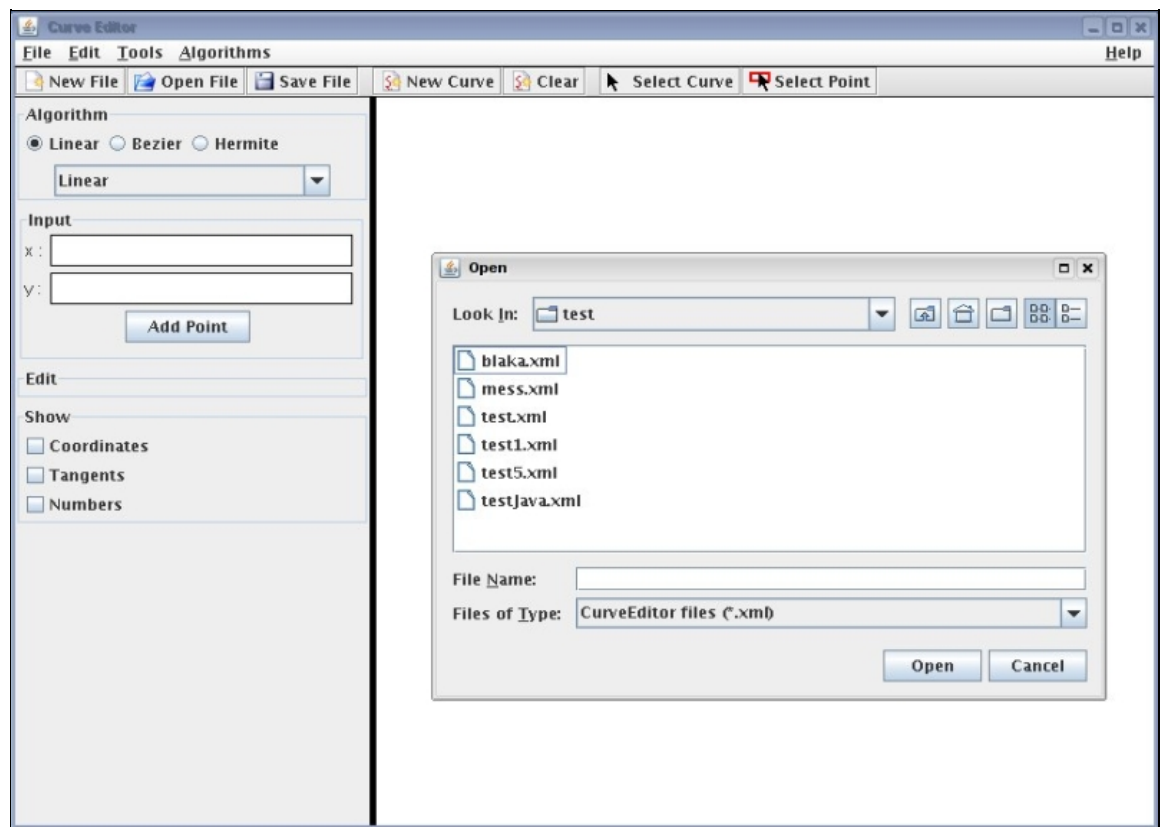 Curve Editor
File Edit Tools Algorithms Help
New File Open File Save File New Curve Clear Select Curve Select Point
Algorithm
Linear Bezier Hermite
Linear
Input
x :
y :
Add Point
Edit
Show
Coordinates
Tangents
Numbers
Open
Look In: test
blaka.xml
mess.xml
test.xml
test1.xml
test5.xml
testJava.xml
File Name:
Files of Type: CurveEditor files (*.xml)
Open Cancel